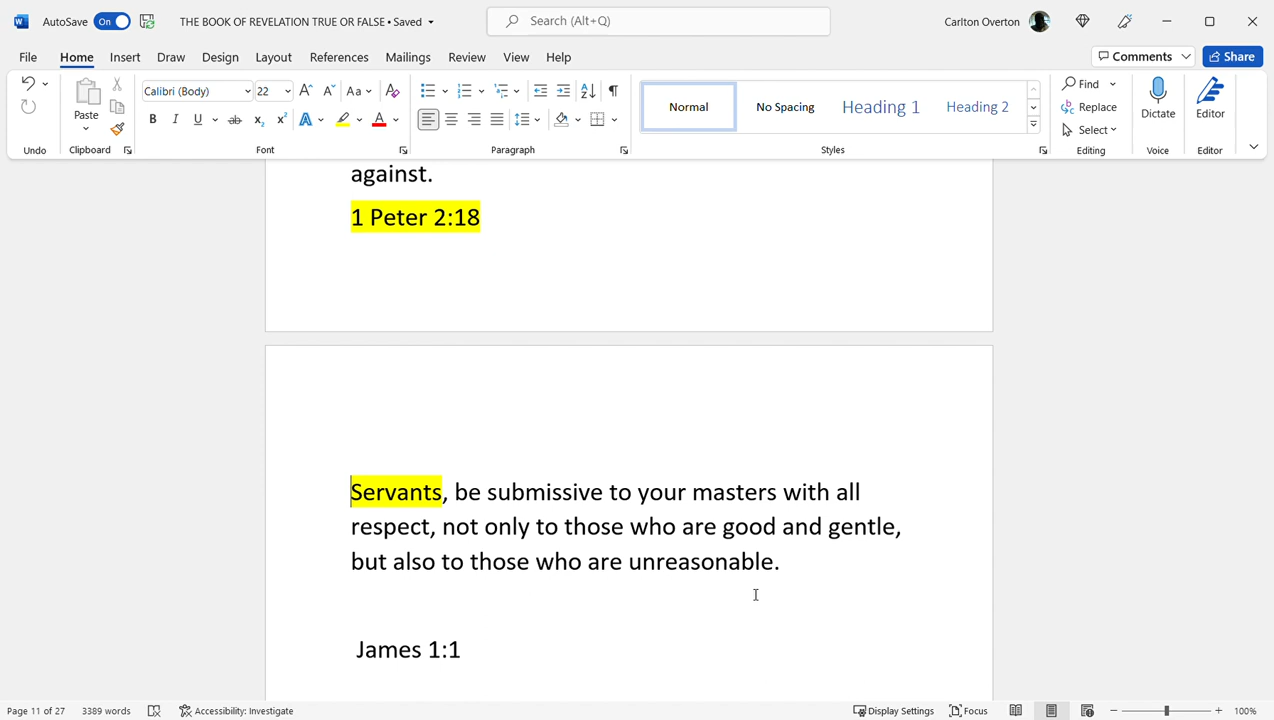 AutoSave On THE BOOK OF REVELATION TRUE OR FALSE • Saved Search (Alt+Q) Carlton Overton
File Home Insert Draw Design Layout References Mailings Review View Help Comments Share
Calibri (Body) 22 Aa Find
Paste Normal No Spacing Heading 1 Heading 2 Replace Dictate Editor
B I U ab x₂ x² A A Select
Undo Clipboard Font Paragraph Styles Editing Voice Editor
against.
1 Peter 2:18
Servants, be submissive to your masters with all
respect, not only to those who are good and gentle,
but also to those who are unreasonable.
James 1:1
Page 11 of 27 3389 words Accessibility: Investigate Display Settings Focus 100%